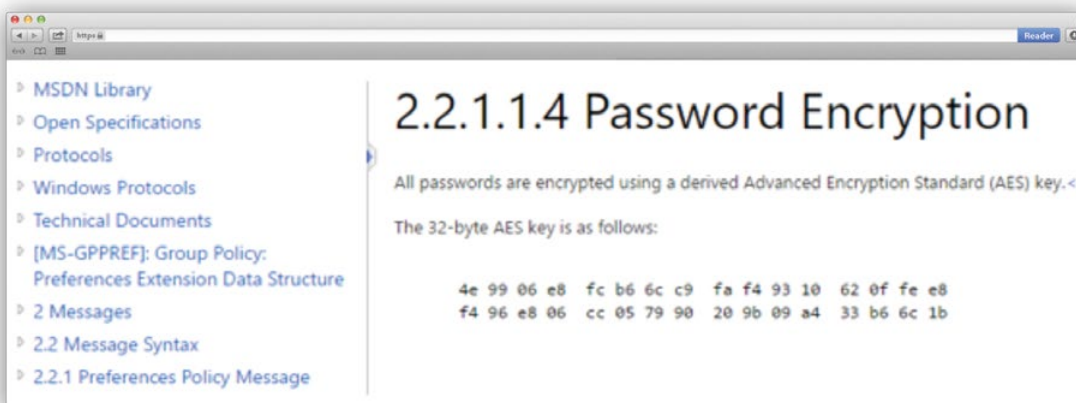 https
Reader
MSDN Library
Open Specifications
Protocols
Windows Protocols
Technical Documents
[MS-GPPREF]: Group Policy:
Preferences Extension Data Structure
2 Messages
2.2 Message Syntax
2.2.1 Preferences Policy Message
2.2.1.1.4 Password Encryption
All passwords are encrypted using a derived Advanced Encryption Standard (AES) key.<
The 32-byte AES key is as follows:
4e 99 06 e8 fc b6 6c c9 fa f4 93 10 62 0f fe e8
f4 96 e8 06 cc 05 79 90 20 9b 09 a4 33 b6 6c 1b